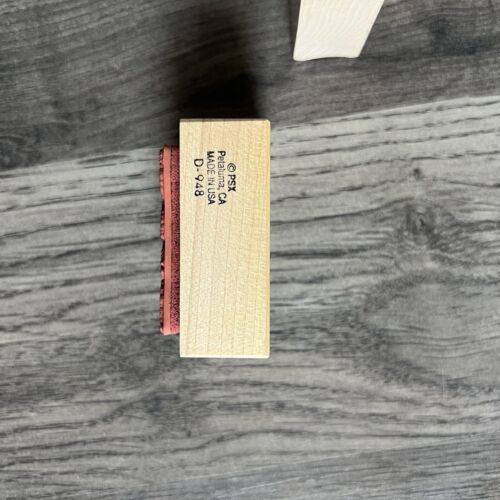 © PSX
Petaluma, CA
MADE IN USA
D-948